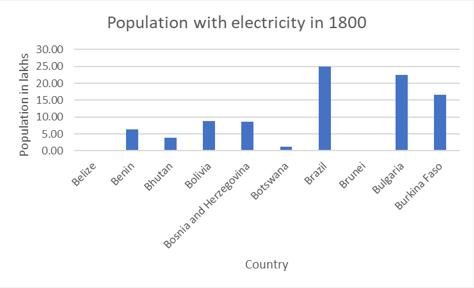 Population with electricity in 1800
Population in lakhs
30.00
25.00
20.00
15.00
10.00
5.00
0.00
Belize
Benin
Bhutan
Bolivia
Bosnia and Herzegovina
Botswana
Brazil
Brunei
Bulgaria
Burkina Faso
Country